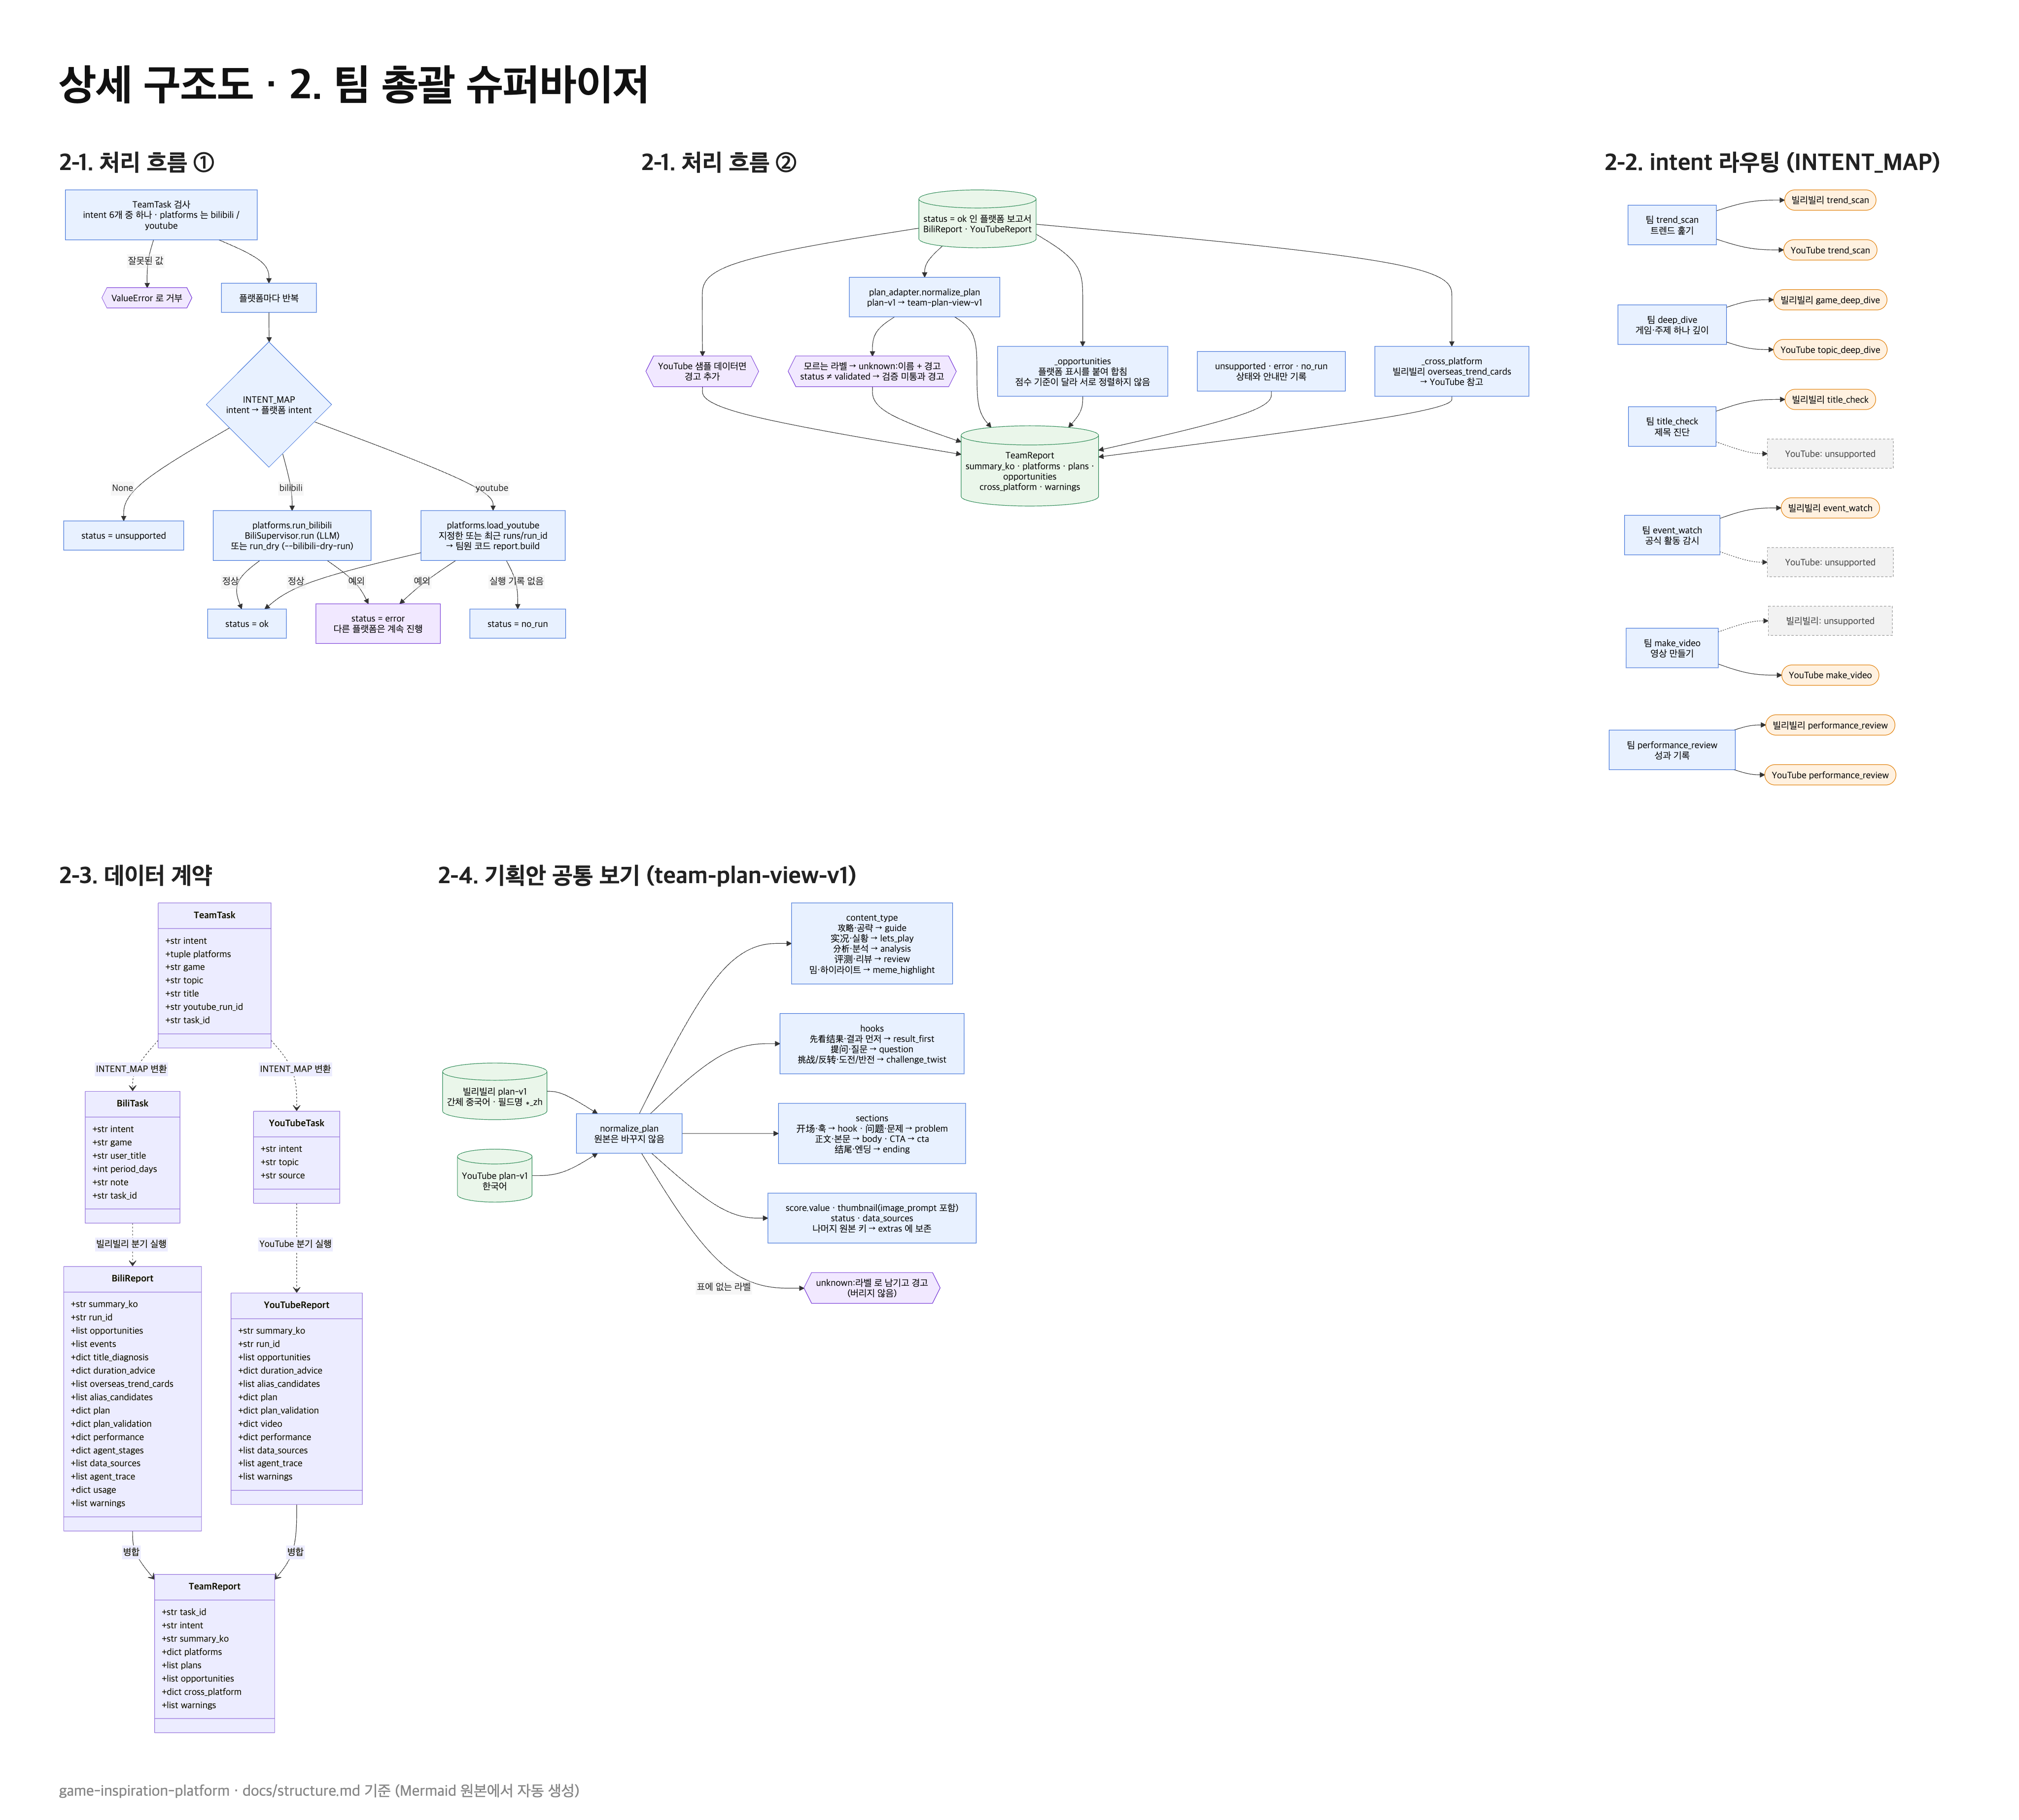 상세 구조도 · 2. 팀 총괄 슈퍼바이저
2-1. 처리 흐름 ①
TeamTask 검사
intent 6개 중 하나 · platforms 는 bilibili /
youtube
잘못된 값
ValueError 로 거부
플랫폼마다 반복
INTENT_MAP
intent → 플랫폼 intent
None
bilibili
youtube
status = unsupported
platforms.run_bilibili
BiliSupervisor.run (LLM)
또는 run_dry (--bilibili-dry-run)
platforms.load_youtube
지정한 또는 최근 runs/run_id
→ 팀원 코드 report.build
정상
정상
예외
예외
실행 기록 없음
status = ok
status = error
다른 플랫폼은 계속 진행
status = no_run
2-1. 처리 흐름 ②
status = ok 인 플랫폼 보고서
BiliReport · YouTubeReport
plan_adapter.normalize_plan
plan-v1 → team-plan-view-v1
YouTube 샘플 데이터면
경고 추가
모르는 라벨 → unknown:이름 + 경고
status ≠ validated → 검증 미통과 경고
_opportunities
플랫폼 표시를 붙여 합침
점수 기준이 달라 서로 정렬하지 않음
unsupported · error · no_run
상태와 안내만 기록
_cross_platform
빌리빌리 overseas_trend_cards
→ YouTube 참고
TeamReport
summary_ko · platforms · plans ·
opportunities
cross_platform · warnings
2-2. intent 라우팅 (INTENT_MAP)
팀 trend_scan
트렌드 훑기
빌리빌리 trend_scan
YouTube trend_scan
팀 deep_dive
게임·주제 하나 깊이
빌리빌리 game_deep_dive
YouTube topic_deep_dive
팀 title_check
제목 진단
빌리빌리 title_check
YouTube: unsupported
팀 event_watch
공식 활동 감시
빌리빌리 event_watch
YouTube: unsupported
팀 make_video
영상 만들기
빌리빌리: unsupported
YouTube make_video
팀 performance_review
성과 기록
빌리빌리 performance_review
YouTube performance_review
2-3. 데이터 계약
TeamTask
+str intent
+tuple platforms
+str game
+str topic
+str title
+str youtube_run_id
+str task_id
INTENT_MAP 변환
INTENT_MAP 변환
BiliTask
+str intent
+str game
+str user_title
+int period_days
+str note
+str task_id
YouTubeTask
+str intent
+str topic
+str source
빌리빌리 분기 실행
YouTube 분기 실행
BiliReport
+str summary_ko
+str run_id
+list opportunities
+list events
+dict title_diagnosis
+dict duration_advice
+list overseas_trend_cards
+list alias_candidates
+dict plan
+dict plan_validation
+dict performance
+dict agent_stages
+list data_sources
+list agent_trace
+dict usage
+list warnings
YouTubeReport
+str summary_ko
+str run_id
+list opportunities
+dict duration_advice
+list alias_candidates
+dict plan
+dict plan_validation
+dict video
+dict performance
+list data_sources
+list agent_trace
+list warnings
병합
병합
TeamReport
+str task_id
+str intent
+str summary_ko
+dict platforms
+list plans
+list opportunities
+dict cross_platform
+list warnings
2-4. 기획안 공통 보기 (team-plan-view-v1)
빌리빌리 plan-v1
간체 중국어 · 필드명 *_zh
YouTube plan-v1
한국어
normalize_plan
원본은 바꾸지 않음
content_type
攻略·공략 → guide
实况·실황 → lets_play
分析·분석 → analysis
评测·리뷰 → review
밈·하이라이트 → meme_highlight
hooks
先看结果·결과 먼저 → result_first
提问·질문 → question
挑战/反转·도전/반전 → challenge_twist
sections
开场·훅 → hook · 问题·문제 → problem
正文·본문 → body · CTA → cta
结尾·엔딩 → ending
score.value · thumbnail(image_prompt 포함)
status · data_sources
나머지 원본 키 → extras 에 보존
표에 없는 라벨
unknown:라벨 로 남기고 경고
(버리지 않음)
game-inspiration-platform · docs/structure.md 기준 (Mermaid 원본에서 자동 생성)